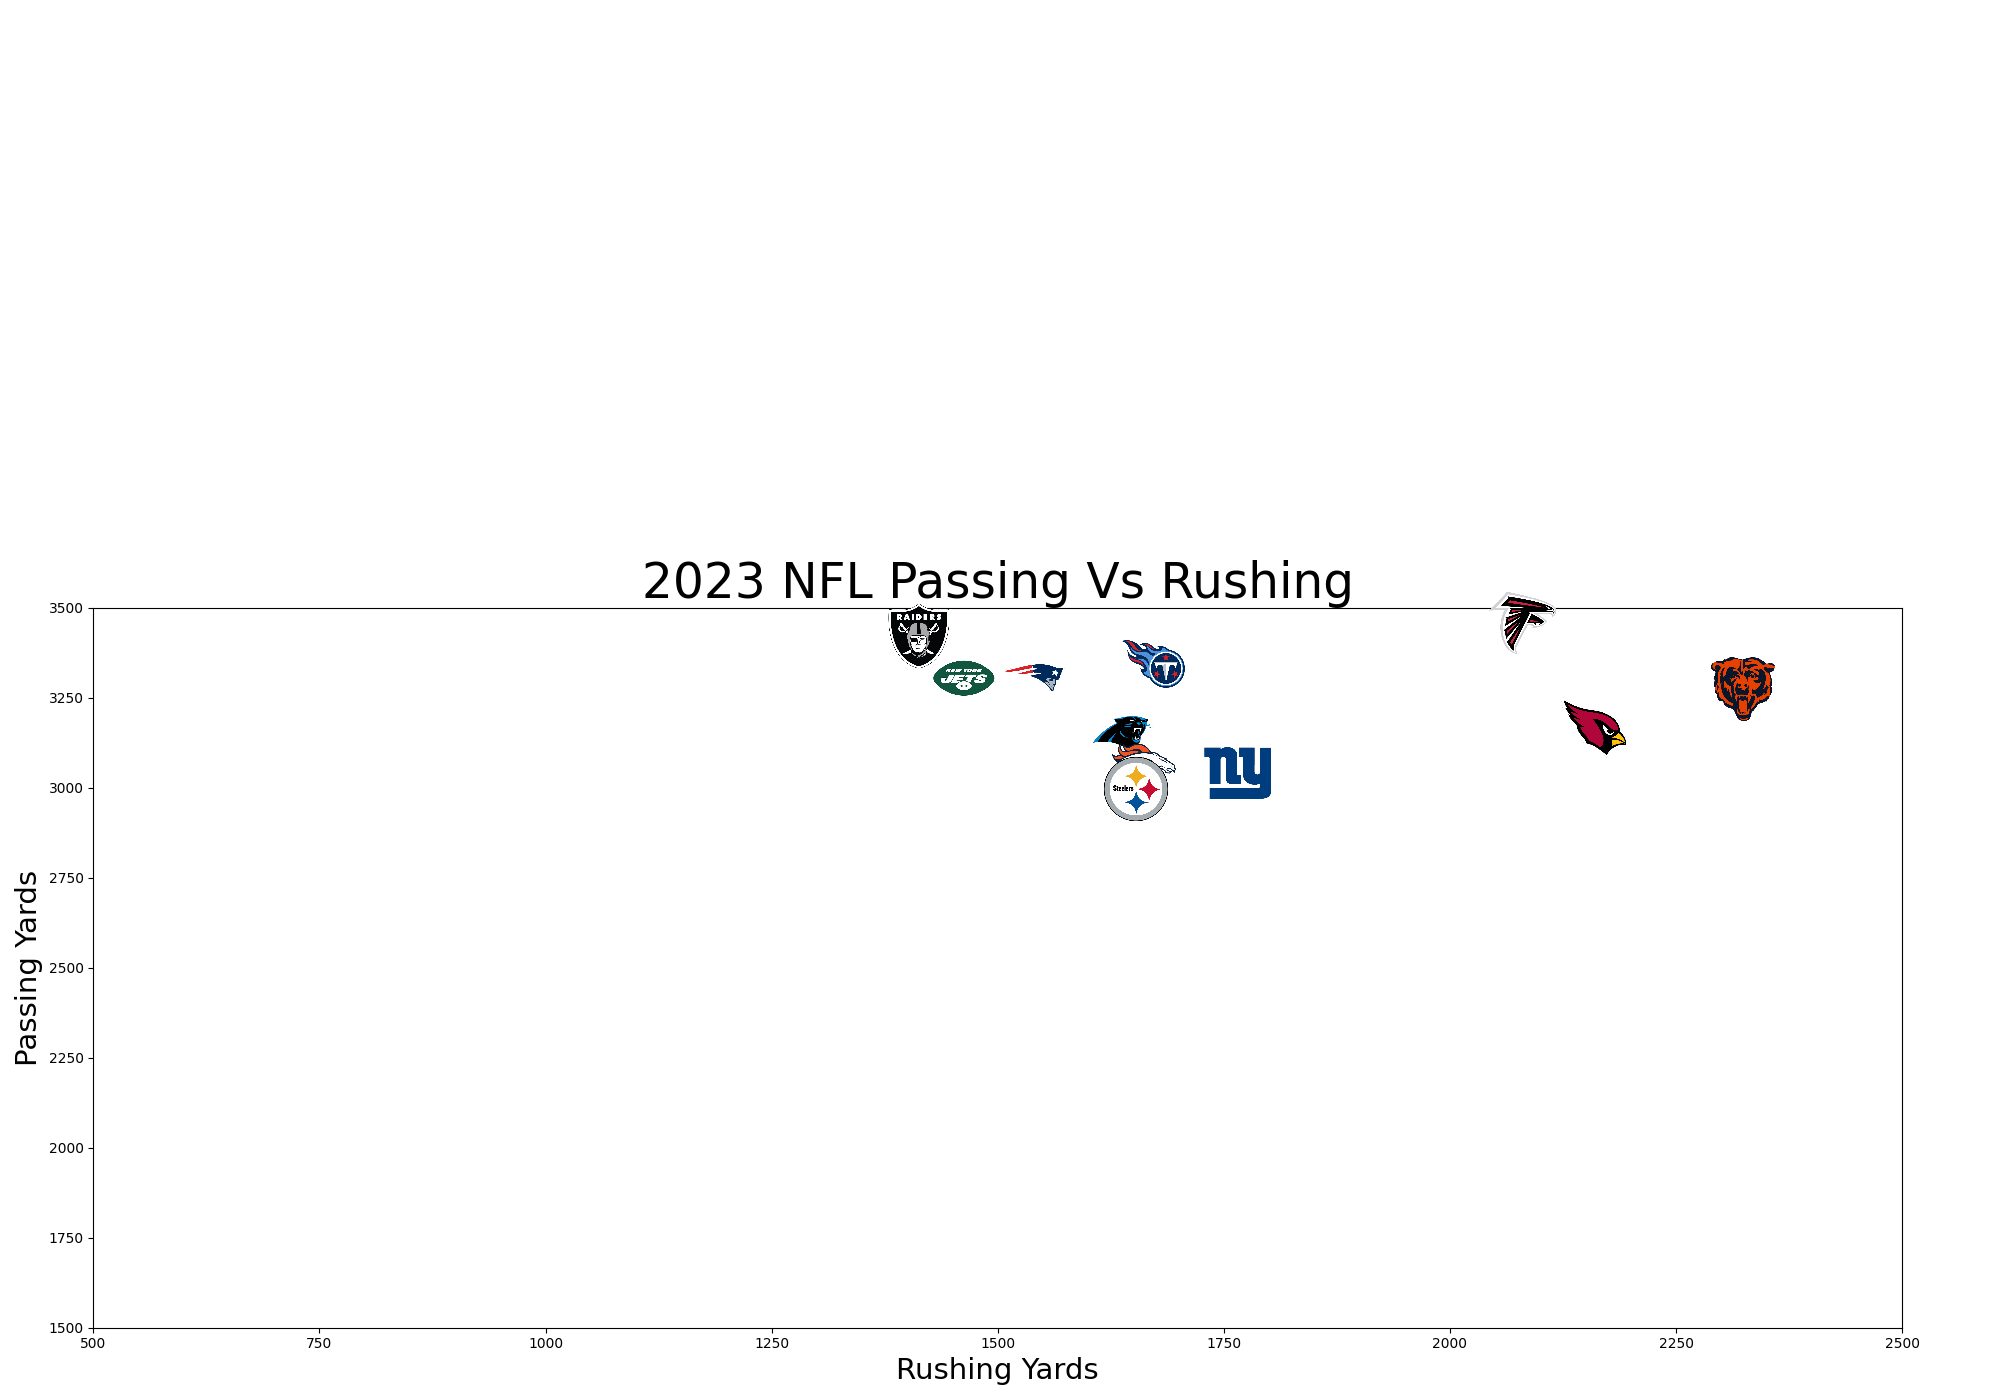 2023 NFL Passing Vs Rushing
3500
RAIDERS
NEW YORK
JETS
3250
T
ny
3000
Steelers
2750
Passing Yards
2500
2250
2000
1750
1500
500 750 1000 1250 1500 1750 2000 2250 2500
Rushing Yards